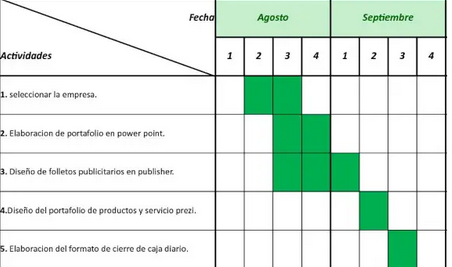 Fecha Agosto Septiembre
Actividades 1 2 3 4 1 2 3 4
1. seleccionar la empresa.
2. Elaboracion de portafolio en power point.
3. Diseño de folletos publicitarios en publisher.
4.Diseño del portafolio de productos y servicio prezi.
5. Elaboracion del formato de cierre de caja diario.